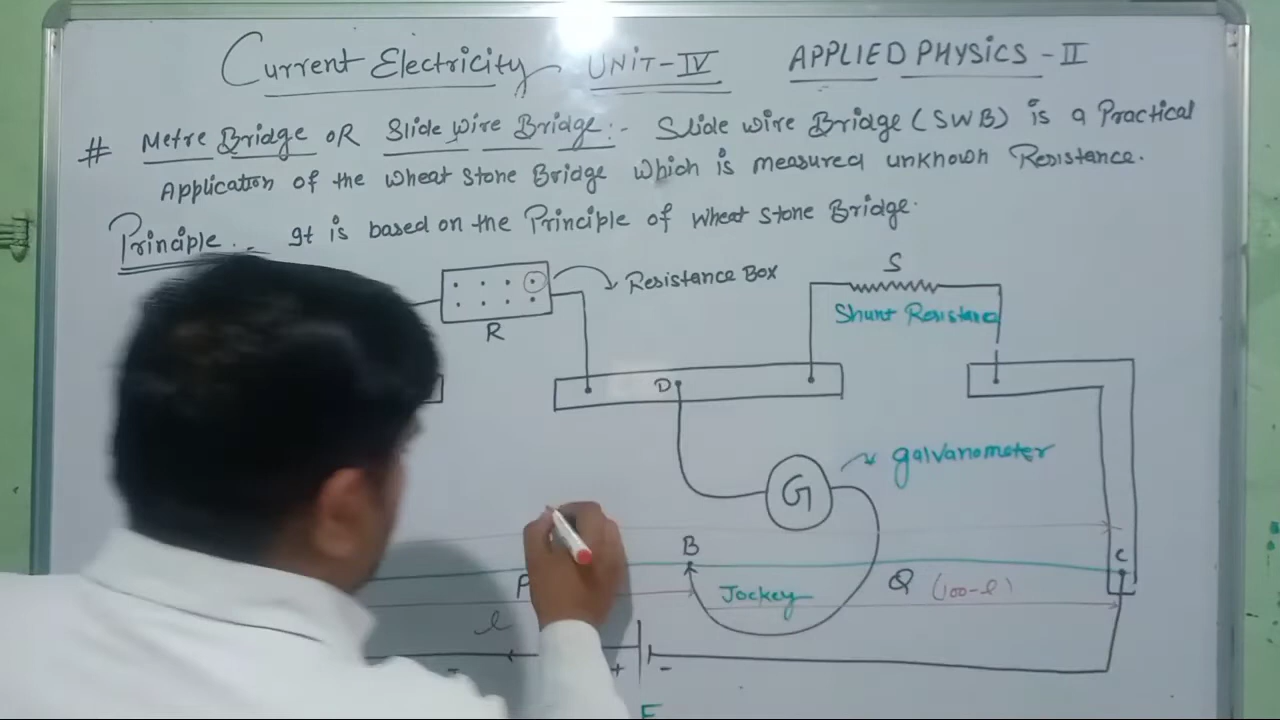 Current Electricity UNIT-IV APPLIED PHYSICS - II
# Metre Bridge OR Slide Wire Bridge:- Slide wire Bridge (SWB) is a Practical
Application of the wheat stone Bridge which is measured unknown Resistance.
Principle:- It is based on the Principle of wheat stone Bridge.
S
Resistance Box
Shunt Resistance
R
D
galvanometer
G
B
C
P
Jockey
Q (100-l)
l
+ -
E